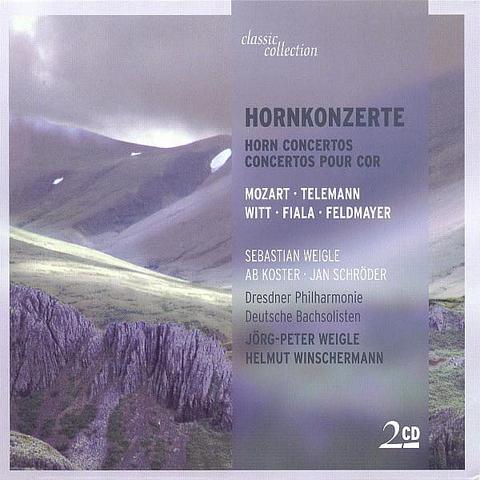 classic
collection
HORNKONZERTE
HORN CONCERTOS
CONCERTOS POUR COR
MOZART · TELEMANN
WITT · FIALA · FELDMAYER
SEBASTIAN WEIGLE
AB KOSTER · JAN SCHRÖDER
Dresdner Philharmonie
Deutsche Bachsolisten
JÖRG-PETER WEIGLE
HELMUT WINSCHERMANN
2CD